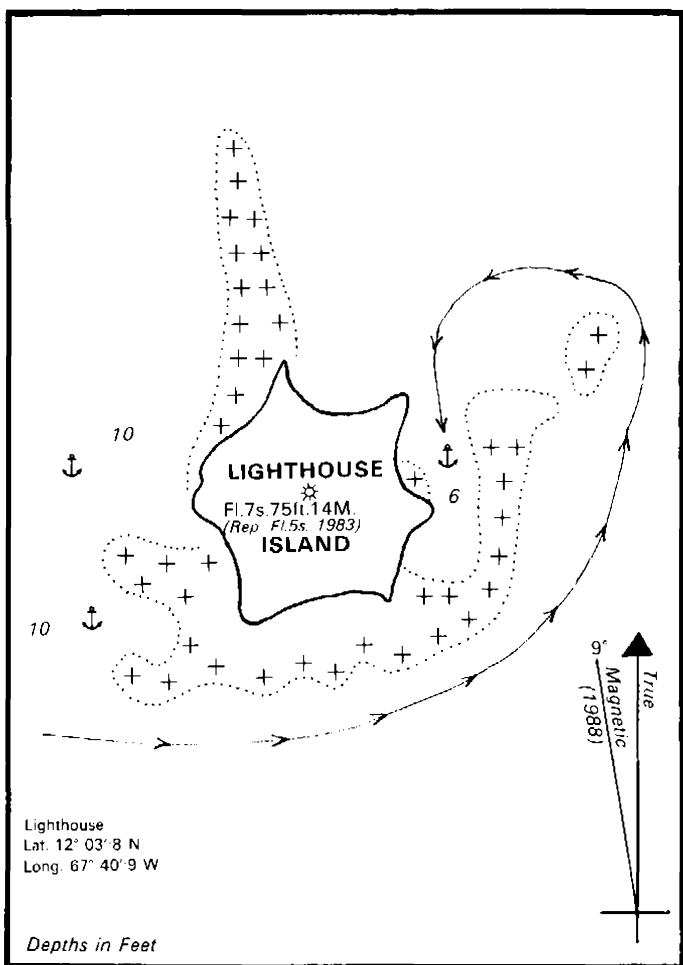 10
LIGHTHOUSE
Fl.7s.75ft.14M.
(Rep. Fl.5s. 1983)
ISLAND
6
10
9°
True
Magnetic
(1988)
Lighthouse
Lat. 12° 03'·8 N
Long. 67° 40'·9 W
Depths in Feet